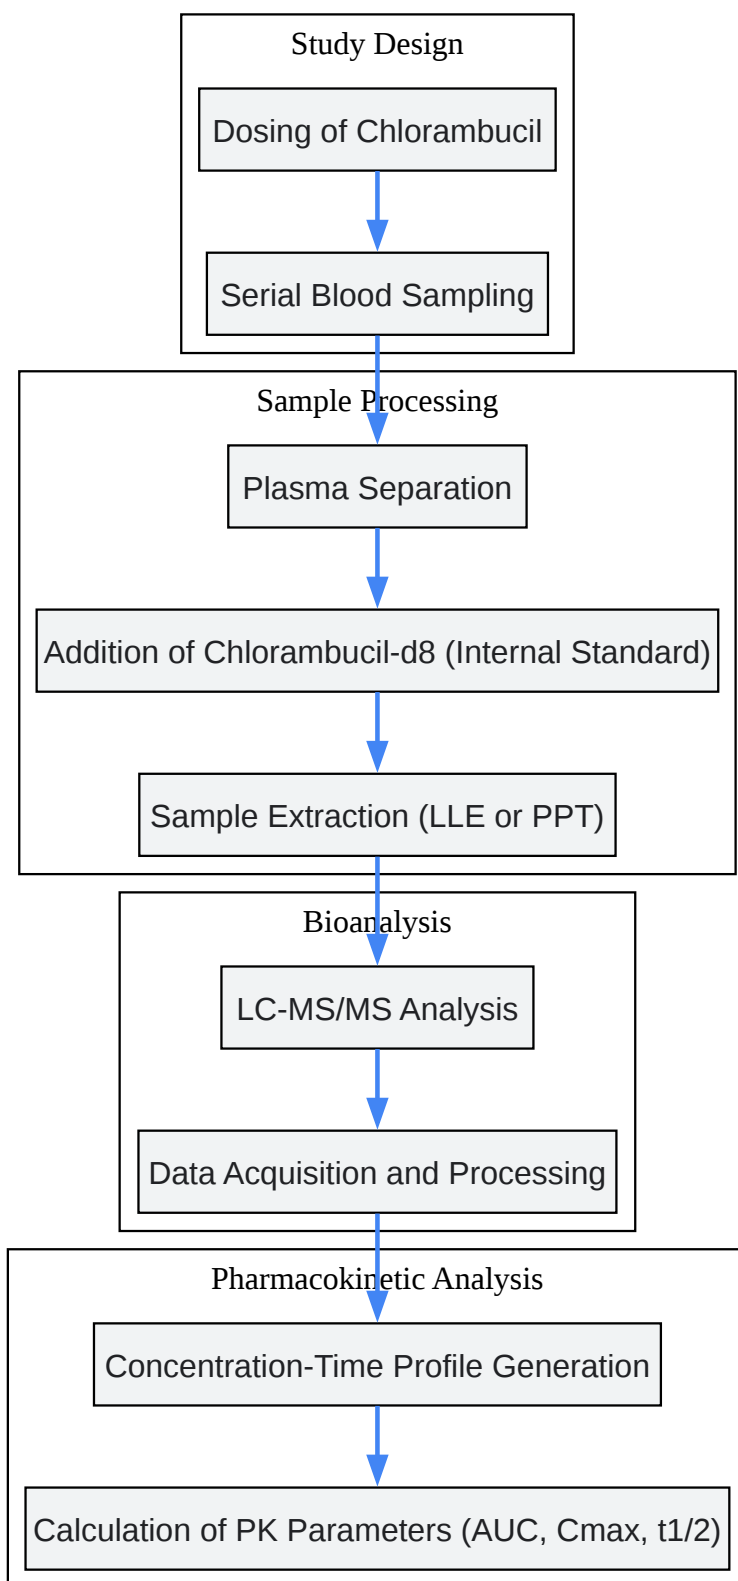 Study Design
Dosing of Chlorambucil
Serial Blood Sampling
Sample Processing
Plasma Separation
Addition of Chlorambucil-d8 (Internal Standard)
Sample Extraction (LLE or PPT)
Bioanalysis
LC-MS/MS Analysis
Data Acquisition and Processing
Pharmacokinetic Analysis
Concentration-Time Profile Generation
Calculation of PK Parameters (AUC, Cmax, t1/2)